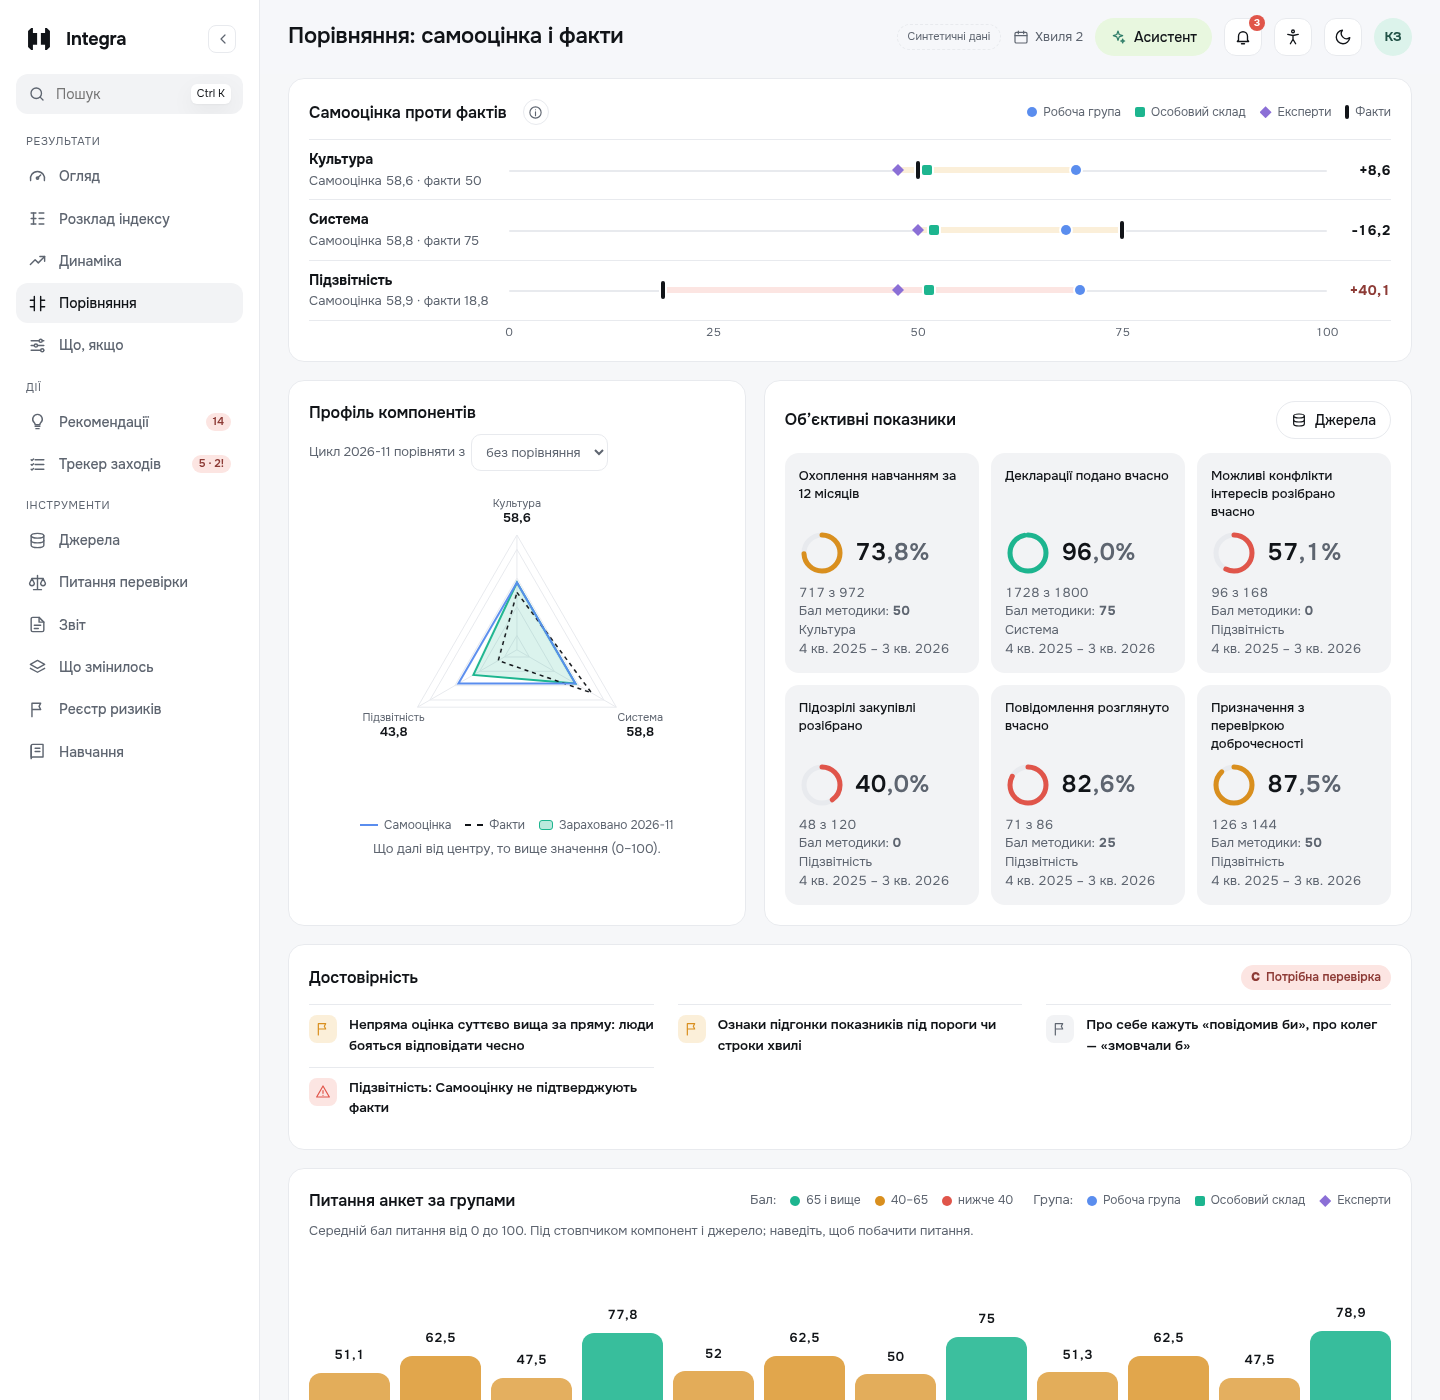 Integra
Пошук
Ctrl K
РЕЗУЛЬТАТИ
Огляд
Розклад індексу
Динаміка
Порівняння
Що, якщо
ДІЇ
Рекомендації
14
Трекер заходів
5 · 2!
ІНСТРУМЕНТИ
Джерела
Питання перевірки
Звіт
Що змінилось
Реєстр ризиків
Навчання
Порівняння: самооцінка і факти
Синтетичні дані
Хвиля 2
Асистент
3
КЗ
Самооцінка проти фактів
Робоча група
Особовий склад
Експерти
Факти
Культура
Самооцінка 58,6 · факти 50
+8,6
Система
Самооцінка 58,8 · факти 75
-16,2
Підзвітність
Самооцінка 58,9 · факти 18,8
+40,1
0 25 50 75 100
Профіль компонентів
Цикл 2026-11 порівняти з
без порівняння
Культура
58,6
Підзвітність
43,8
Система
58,8
Самооцінка
Факти
Зараховано 2026-11
Що далі від центру, то вище значення (0–100).
Об’єктивні показники
Джерела
Охоплення навчанням за
12 місяців
73,8%
717 з 972
Бал методики: 50
Культура
4 кв. 2025 – 3 кв. 2026
Декларації подано вчасно
96,0%
1728 з 1800
Бал методики: 75
Система
4 кв. 2025 – 3 кв. 2026
Можливі конфлікти
інтересів розібрано
вчасно
57,1%
96 з 168
Бал методики: 0
Підзвітність
4 кв. 2025 – 3 кв. 2026
Підозрілі закупівлі
розібрано
40,0%
48 з 120
Бал методики: 0
Підзвітність
4 кв. 2025 – 3 кв. 2026
Повідомлення розглянуто
вчасно
82,6%
71 з 86
Бал методики: 25
Підзвітність
4 кв. 2025 – 3 кв. 2026
Призначення з
перевіркою
доброчесності
87,5%
126 з 144
Бал методики: 50
Підзвітність
4 кв. 2025 – 3 кв. 2026
Достовірність
C Потрібна перевірка
Непряма оцінка суттєво вища за пряму: люди
бояться відповідати чесно
Ознаки підгонки показників під пороги чи
строки хвилі
Про себе кажуть «повідомив би», про колег
— «змовчали б»
Підзвітність: Самооцінку не підтверджують
факти
Питання анкет за групами
Бал:
65 і вище
40–65
нижче 40
Група:
Робоча група
Особовий склад
Експерти
Середній бал питання від 0 до 100. Під стовпчиком компонент і джерело; наведіть, щоб побачити питання.
51,1
62,5
47,5
77,8
52
62,5
50
75
51,3
62,5
47,5
78,9